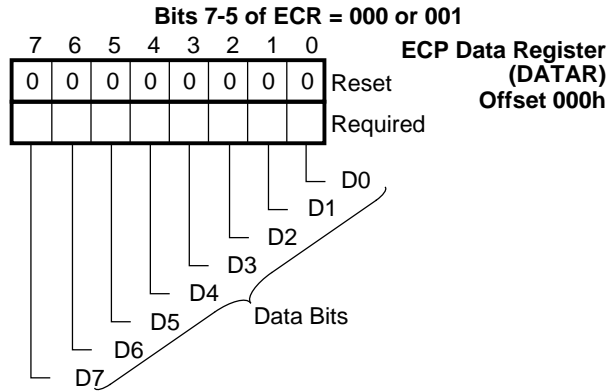 Bits 7-5 of ECR = 000 or 001
7 6 5 4 3 2 1 0
ECP Data Register
(DATAR)
Offset 000h
0 0 0 0 0 0 0 0 Reset
Required
D0
D1
D2
D3
D4
D5
D6
D7
Data Bits